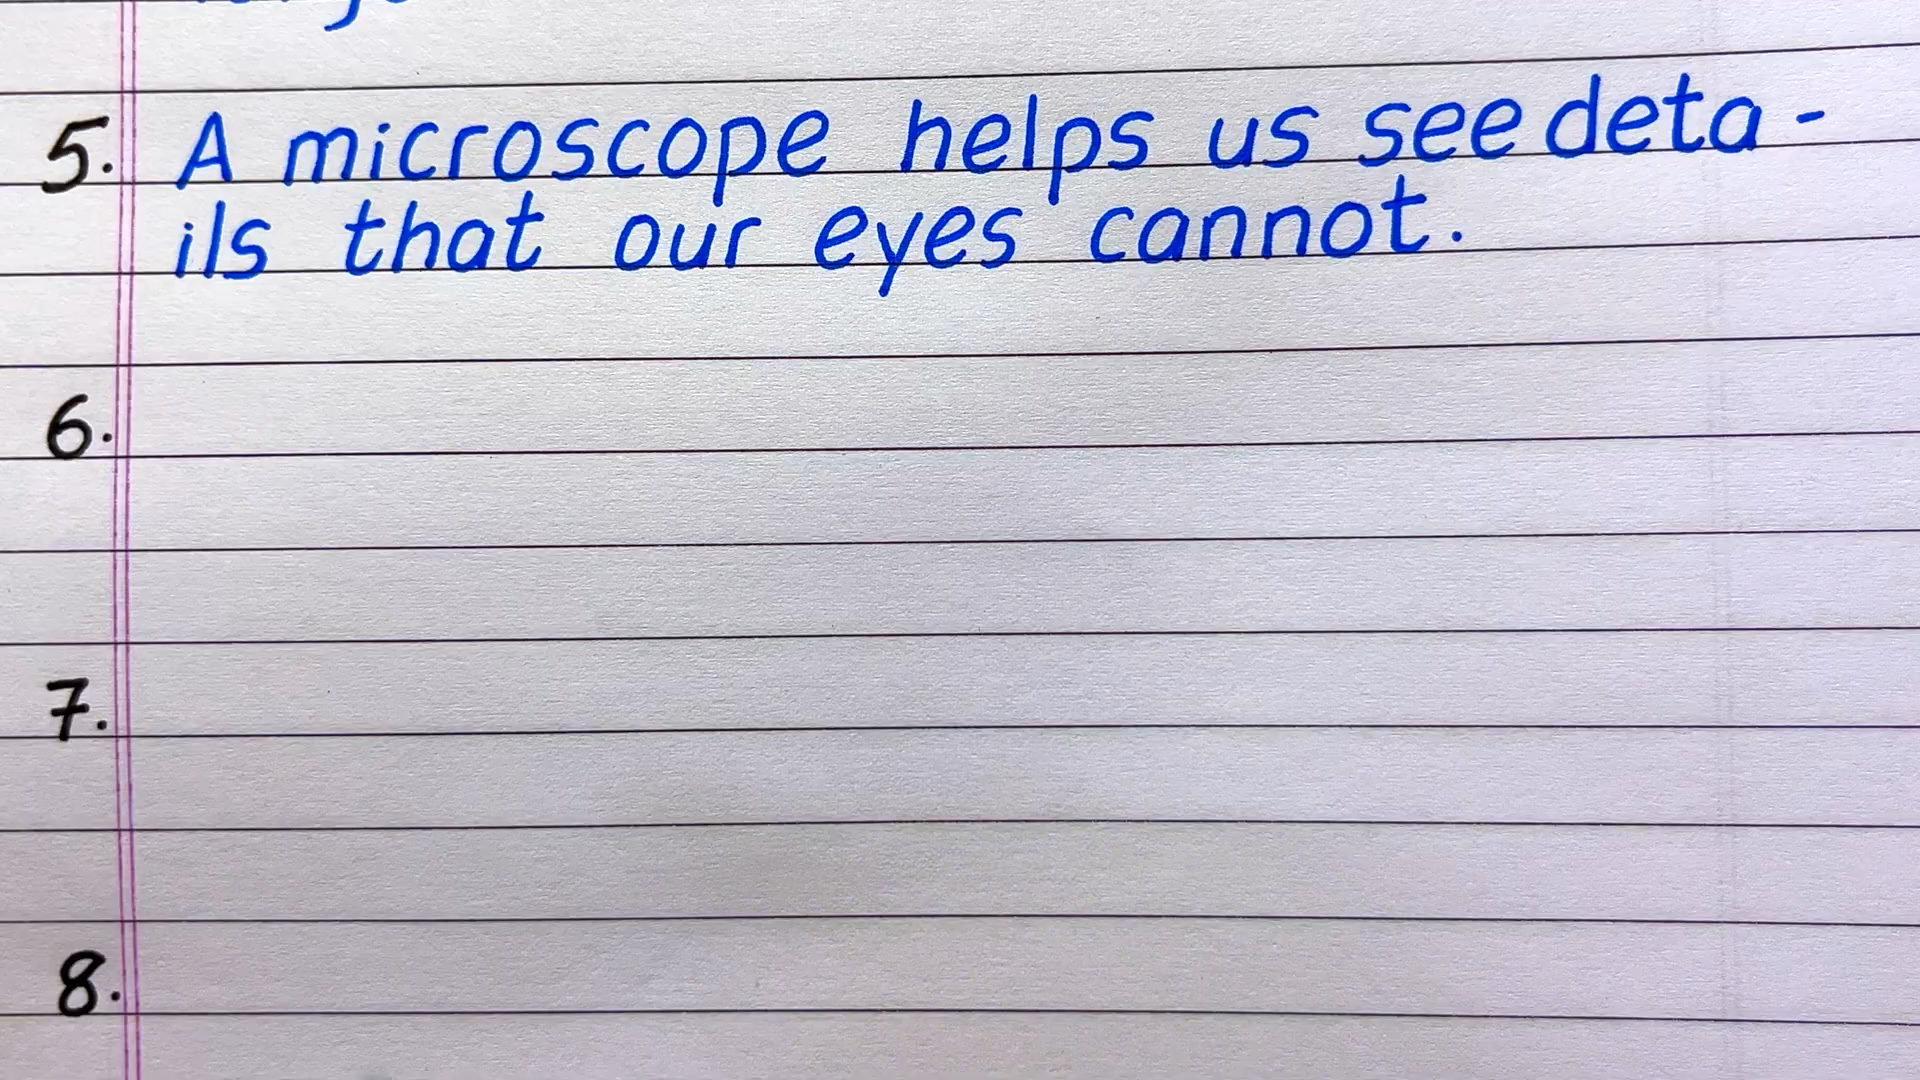 5. A microscope helps us see deta -
ils that our eyes cannot.
6.
7.
8.